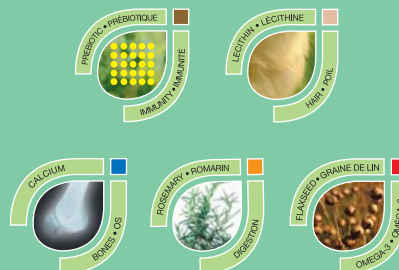 PREBIOTIC • PRÉBIOTIQUE
IMMUNITY • IMMUNITÉ
LECITHIN • LÉCITHINE
HAIR • POIL
CALCIUM
BONES • OS
ROSEMARY • ROMARIN
DIGESTION
FLAXSEED • GRAINE DE LIN
OMEGA-3 •